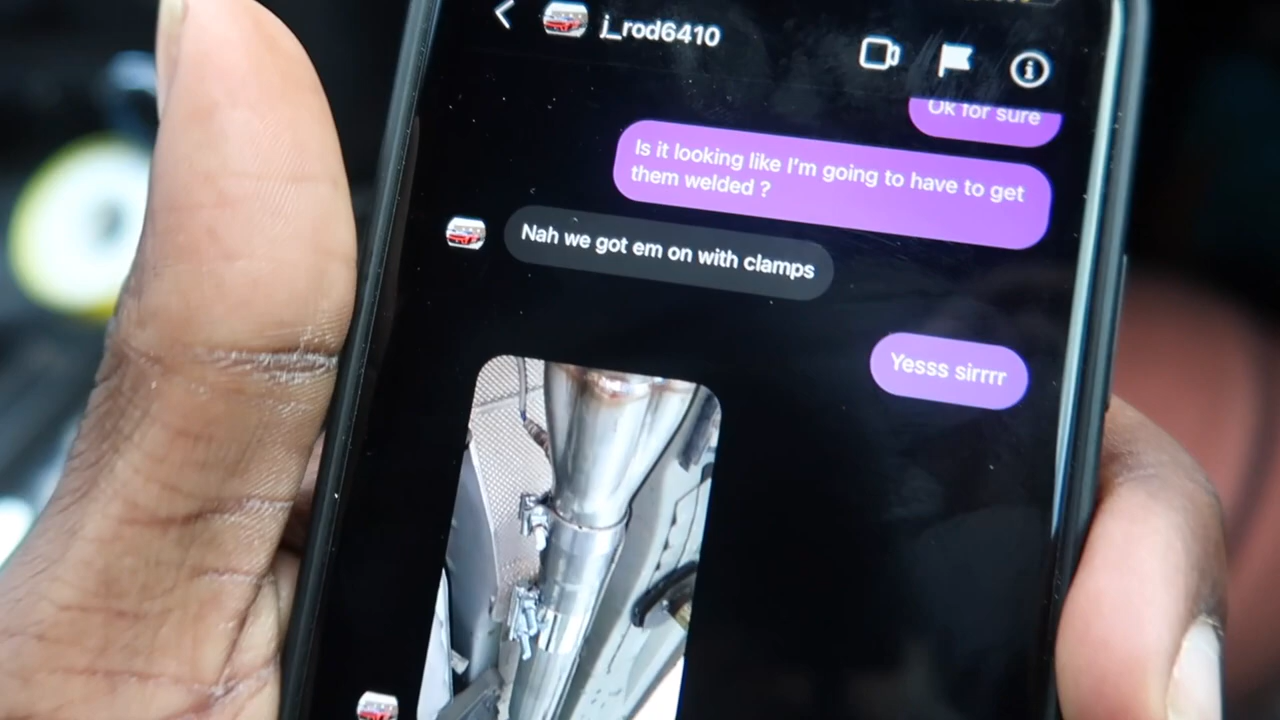 j_rod6410
Ok for sure
Is it looking like I'm going to have to get
them welded ?
Nah we got em on with clamps
Yesss sirrrr